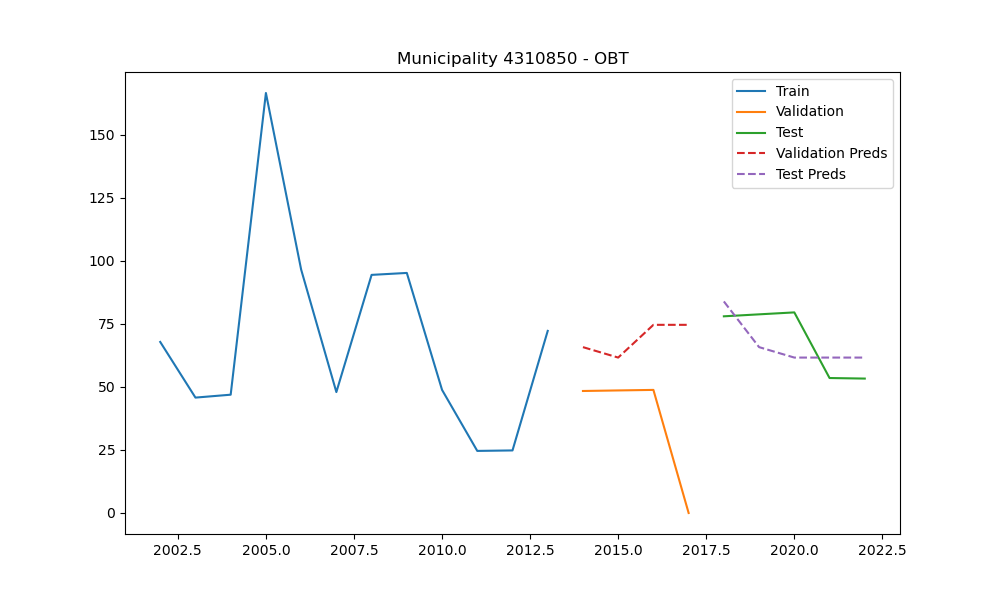 Municipality 4310850 - OBT
Train
Validation
Test
Validation Preds
Test Preds
150
125
100
75
50
25
0
2002.5 2005.0 2007.5 2010.0 2012.5 2015.0 2017.5 2020.0 2022.5